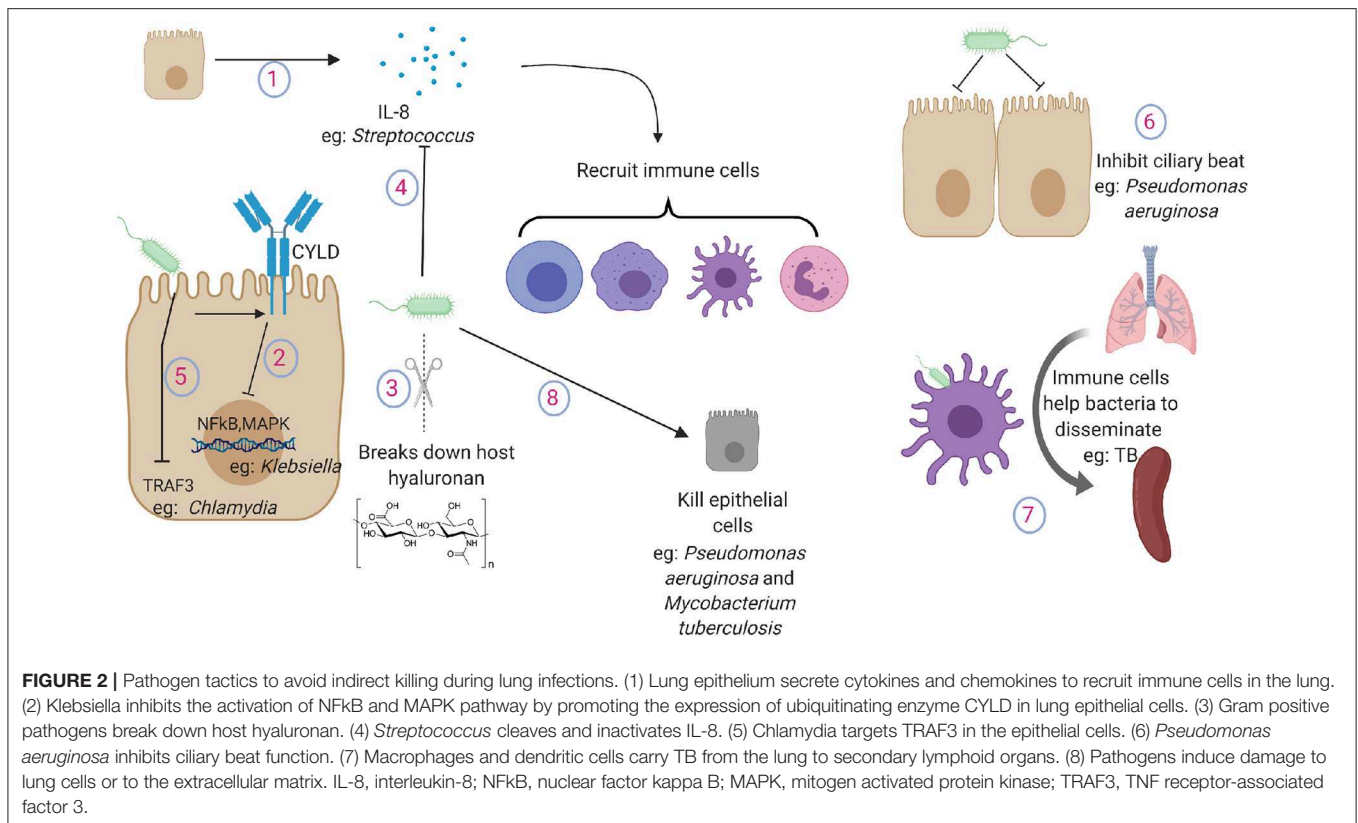 1
IL-8
eg: Streptococcus
4
Recruit immune cells
6
Inhibit ciliary beat
eg: Pseudomonas
aeruginosa
CYLD
2
5
NFkB,MAPK
eg: Klebsiella
TRAF3
eg: Chlamydia
3
Breaks down host
hyaluronan
O
OH
O
HO
OH
O
OH
HO
O
NH
O
O
n
8
Kill epithelial
cells
eg: Pseudomonas
aeruginosa and
Mycobacterium
tuberculosis
Immune cells
help bacteria to
disseminate
eg: TB
7
FIGURE 2 | Pathogen tactics to avoid indirect killing during lung infections. (1) Lung epithelium secrete cytokines and chemokines to recruit immune cells in the lung.
(2) Klebsiella inhibits the activation of NFkB and MAPK pathway by promoting the expression of ubiquitinating enzyme CYLD in lung epithelial cells. (3) Gram positive
pathogens break down host hyaluronan. (4) Streptococcus cleaves and inactivates IL-8. (5) Chlamydia targets TRAF3 in the epithelial cells. (6) Pseudomonas
aeruginosa inhibits ciliary beat function. (7) Macrophages and dendritic cells carry TB from the lung to secondary lymphoid organs. (8) Pathogens induce damage to
lung cells or to the extracellular matrix. IL-8, interleukin-8; NFkB, nuclear factor kappa B; MAPK, mitogen activated protein kinase; TRAF3, TNF receptor-associated
factor 3.